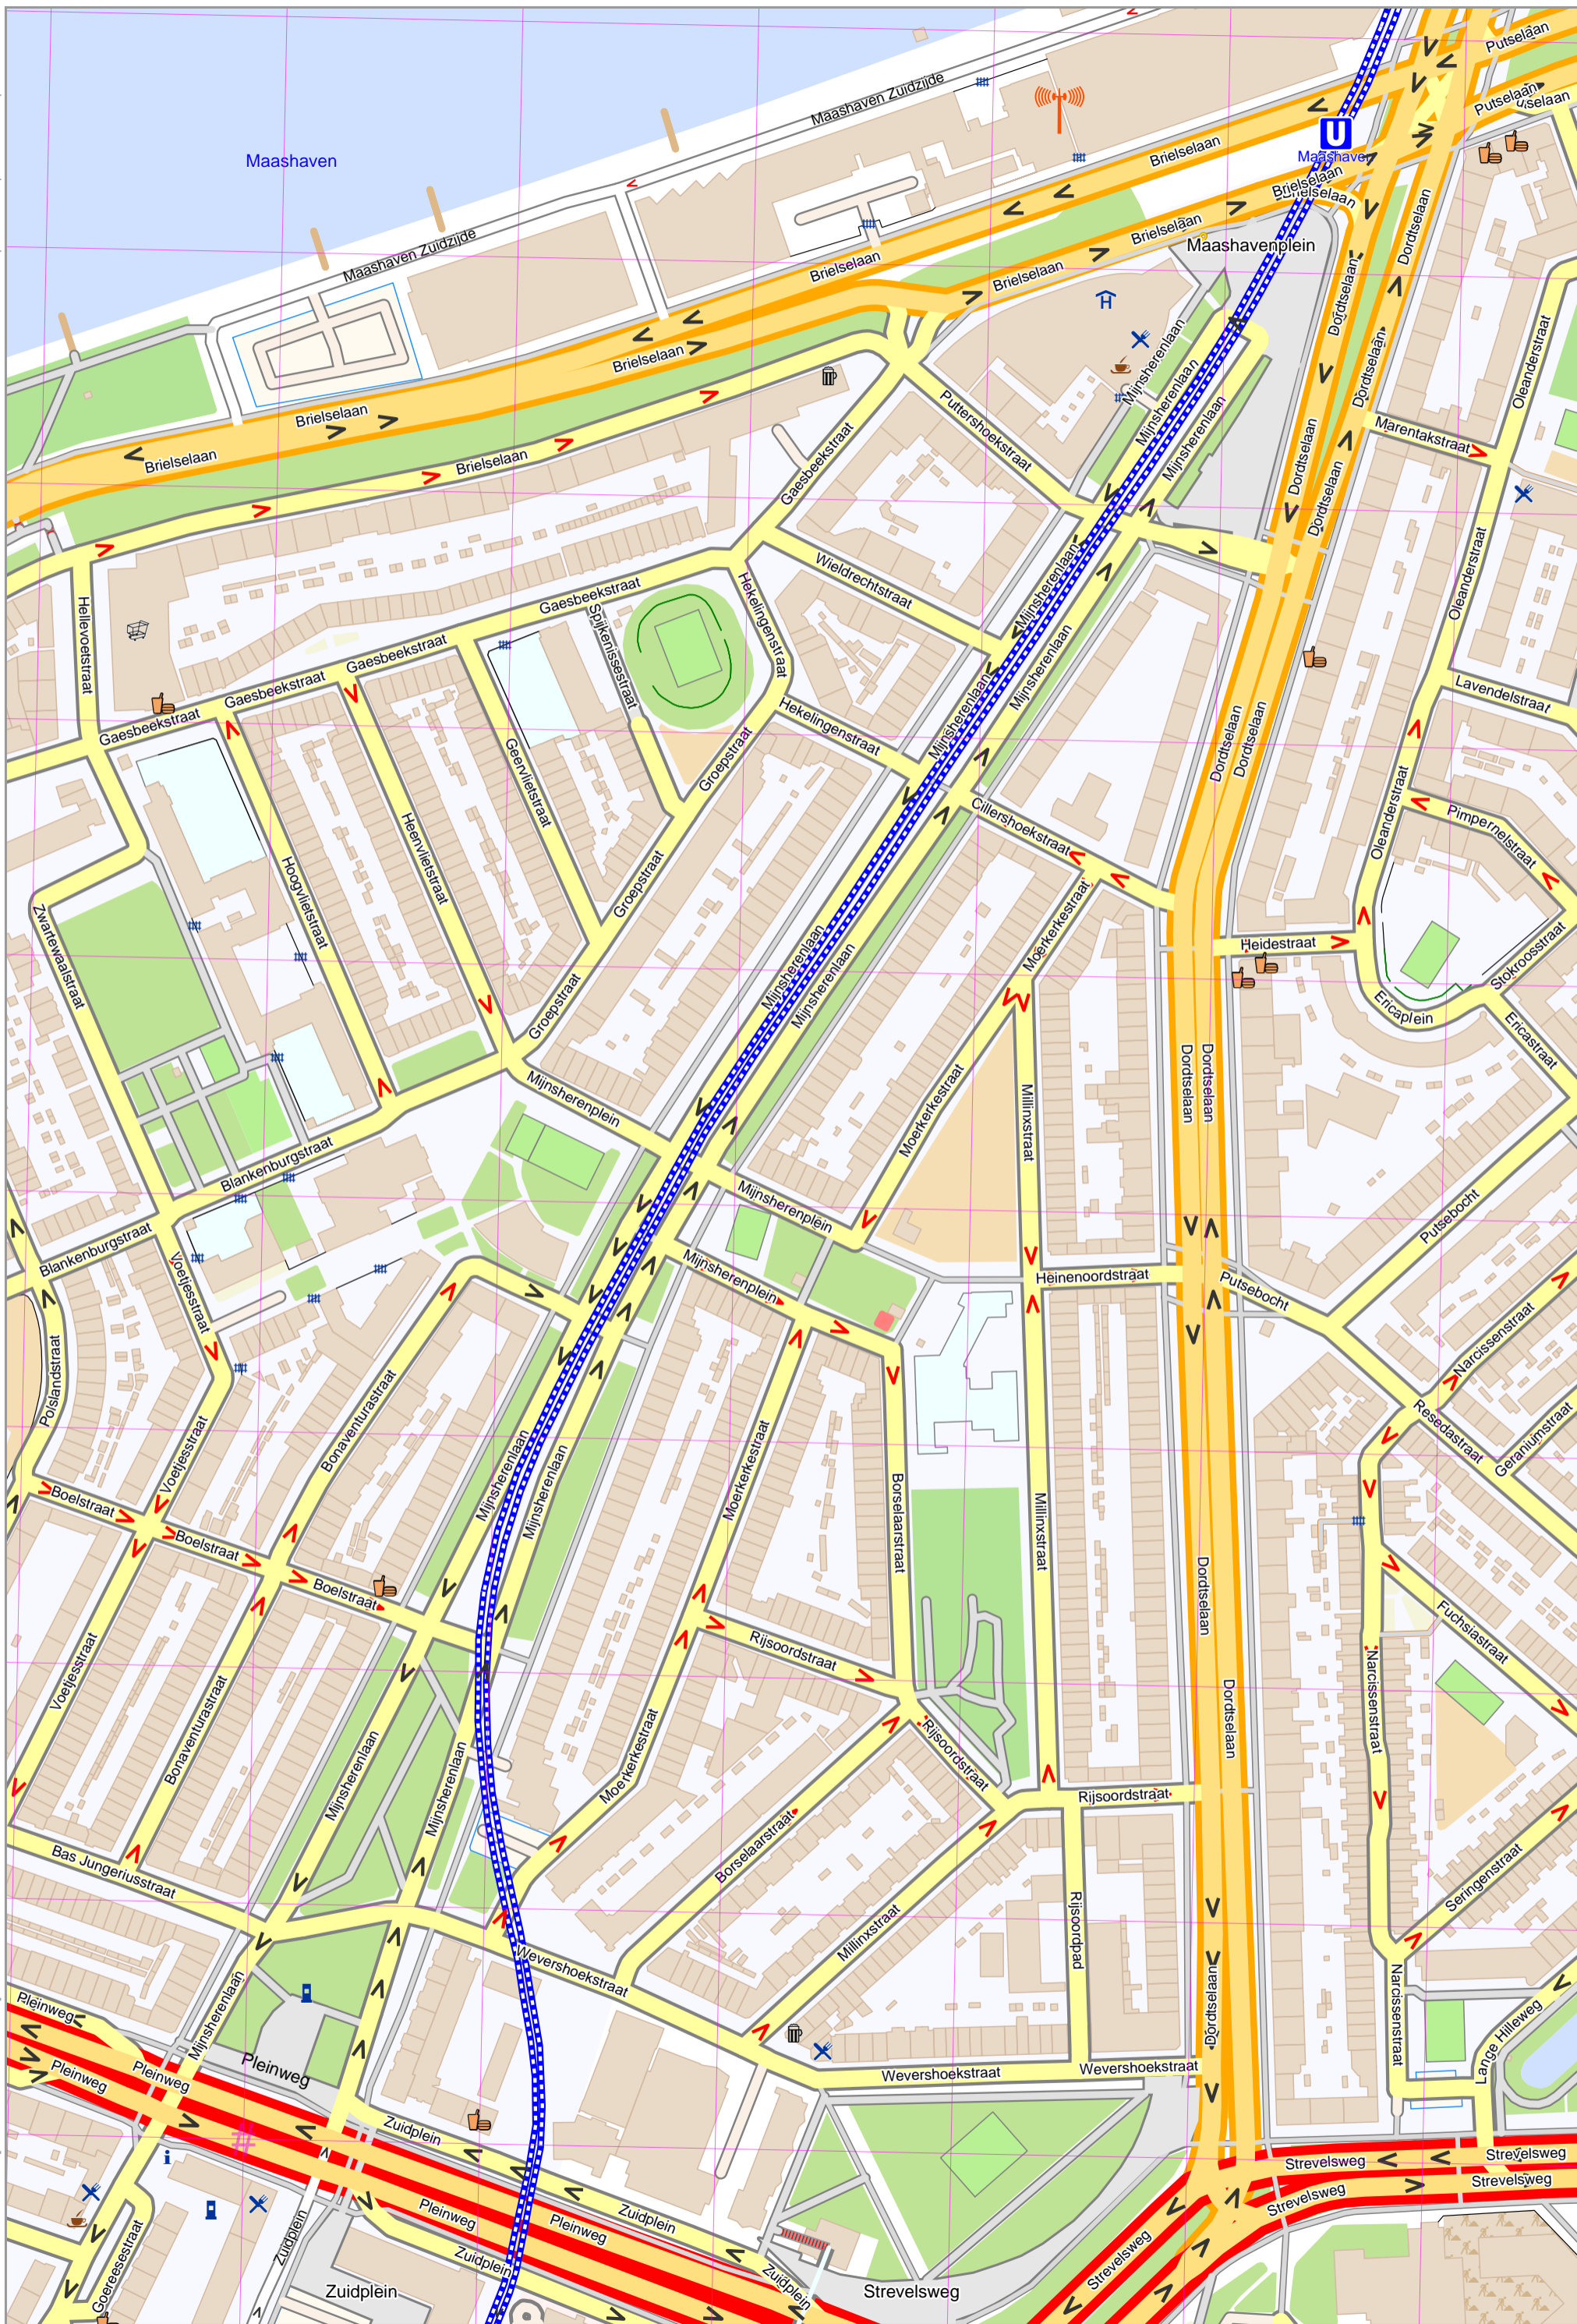 Putselaan
Maashaven Zuidzijde
Putselaan
Maashaven
Brielselaan
Maashaven
Brielselaan
Brielselaan
Maashaven Zuidzijde
Brielselaan
Maashavenplein
Dordtselaan
Brielselaan
Brielselaan
Dordtselaan
Brielselaan
Mijnsherenlaan
Oleanderstraat
Dordtselaan
Brielselaan
Puttershoekstraat
Mijnsherenlaan
Mijnsherenlaan
Marentakstraat
Brielselaan
Brielselaan
Gaesbeekstraat
Dordtselaan
Dordtselaan
Wieldrechtstraat
Mijnsherenlaan
Oleanderstraat
Gaesbeekstraat
Hekelingenstraat
Hellevoetstraat
Spijkenissestraat
Gaesbeekstraat
Mijnsherenlaan
Gaesbeekstraat
Gaesbeekstraat
Lavendelstraat
Hekelingenstraat
Mijnsherenlaan
Dordtselaan
Dordtselaan
Geervlietstraat
Groepstraat
Cillershoekstraat
Oleanderstraat
Pimpernelstraat
Heenvlietstraat
Hoogvlietstraat
Groepstraat
Moerkerkestraat
Zwartewaalstraat
Mijnsherenlaan
Mijnsherenlaan
Heidestraat
Stokroosstraat
Groepstraat
Ericaplein
Ericastraat
Mijnsherenplein
Moerkerkestraat
Millinxstraat
Dordtselaan
Dordtselaan
Blankenburgstraat
Mijnsherenplein
Putsebocht
Blankenburgstraat
Voetjesstraat
Mijnsherenplein
Heinenoordstraat
Putsebocht
Narcissenstraat
Polslandstraat
Bonaventurastraat
Resedastraat
Geraniumstraat
Voetjesstraat
Mijnsherenlaan
Mijnsherenlaan
Moerkerkestraat
Borselaarstraat
Millinxstraat
Boelstraat
Boelstraat
Boelstraat
Dordtselaan
Fuchsiastraat
Voetjesstraat
Bonaventurastraat
Rijsoordstraat
Narcissenstraat
Dordtselaan
Mijnsherenlaan
Mijnsherenlaan
Moerkerkestraat
Rijsoordstraat
Rijsoordstraat
Borselaarstraat
Bas Jungeriusstraat
Seringenstraat
Millinxstraat
Rijsoordpad
Wevershoekstraat
Dordtselaan
Narcissenstraat
Lange Hilleweg
Pleinweg
Mijnsherenlaan
Pleinweg
Pleinweg
Pleinweg
Wevershoekstraat
Wevershoekstraat
Zuidplein
Strevelsweg
Strevelsweg
Strevelsweg
Strevelsweg
Pleinweg
Zuidplein
Pleinweg
Zuidplein
Goereesestraat
Zuidplein
Zuidplein
Strevelsweg
Zuidplein
Strevelsweg